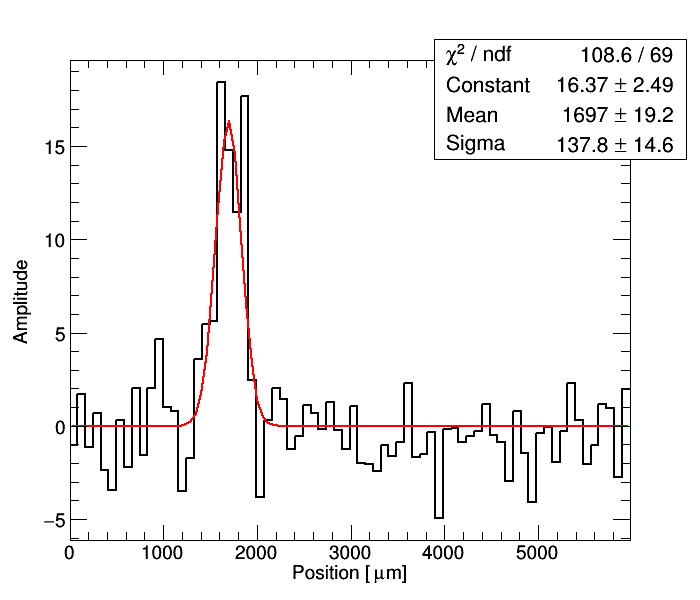 χ² / ndf 108.6 / 69
Constant 16.37 ± 2.49
Mean 1697 ± 19.2
Sigma 137.8 ± 14.6
15
10
5
0
−5
Amplitude
0 1000 2000 3000 4000 5000
Position [ μm]